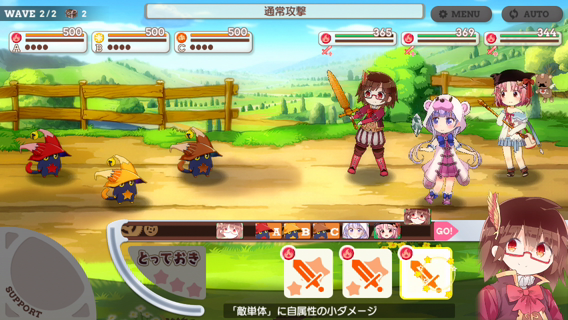 WAVE 2/2 2
通常攻撃
MENU
AUTO
500
500
500
365
369
344
A
B
C
A B C
GO!
とっておき
SUPPORT
「敵単体」に自属性の小ダメージ